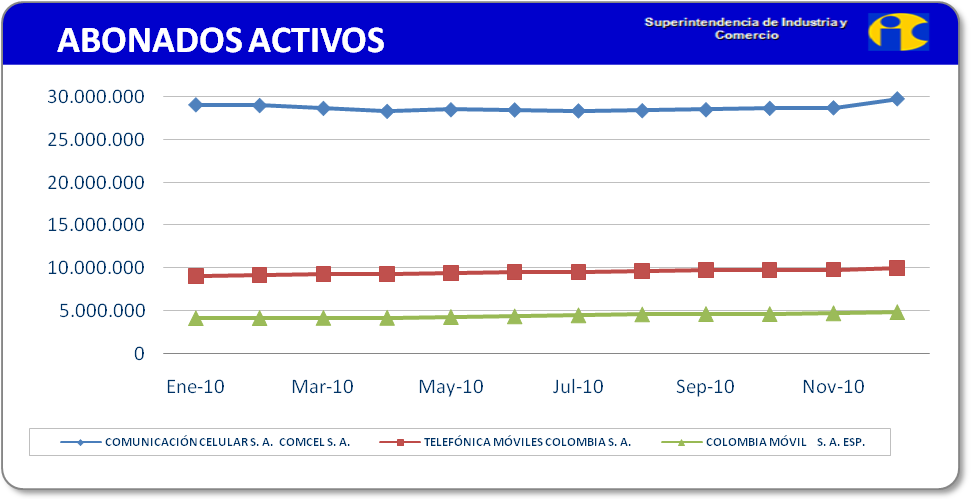 ABONADOS ACTIVOS
Superintendencia de Industria y
Comercio
30.000.000
25.000.000
20.000.000
15.000.000
10.000.000
5.000.000
0
Ene-10 Mar-10 May-10 Jul-10 Sep-10 Nov-10
COMUNICACIÓN CELULAR S. A. COMCEL S. A. TELEFÓNICA MÓVILES COLOMBIA S. A. COLOMBIA MÓVIL S. A. ESP.